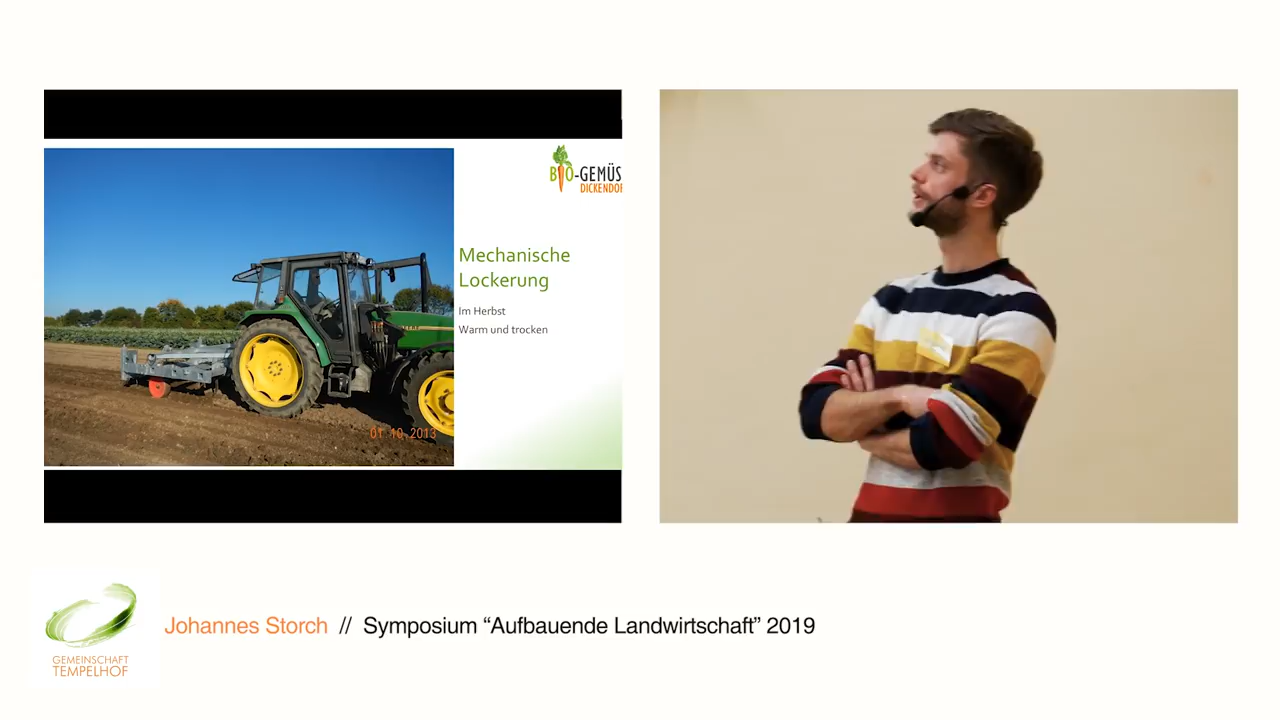 BIO-GEMÜS
DICKENDOR
Mechanische
Lockerung
Im Herbst
Warm und trocken
01 10 2013
Johannes Storch // Symposium “Aufbauende Landwirtschaft” 2019
GEMEINSCHAFT
TEMPELHOF